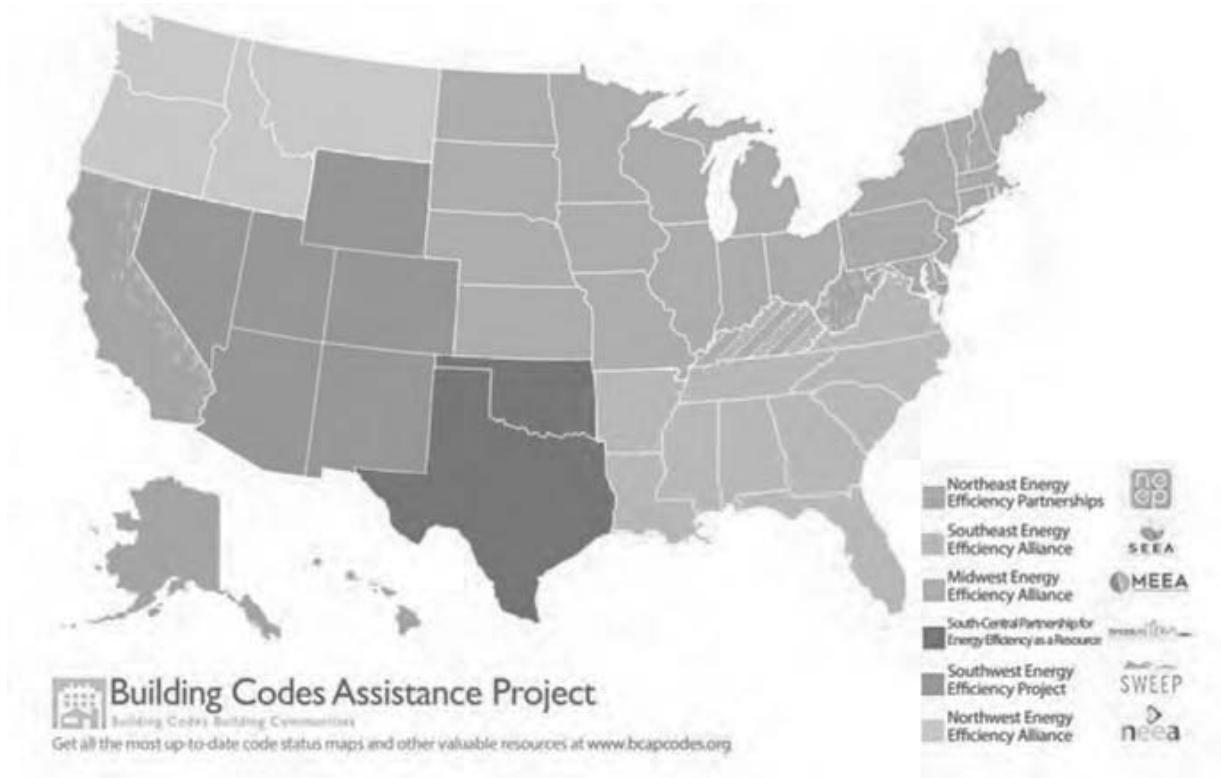 Northeast Energy
Efficiency Partnerships
Southeast Energy
Efficiency Alliance
SEEA
Midwest Energy
Efficiency Alliance
MEEA
South-Central Partnership for
Energy Efficiency as a Resource
Southwest Energy
Efficiency Project
SWEEP
Northwest Energy
Efficiency Alliance
neea
Building Codes Assistance Project
Building Codes Building Communities
Get all the most up-to-date code status maps and other valuable resources at www.bcapcodes.org